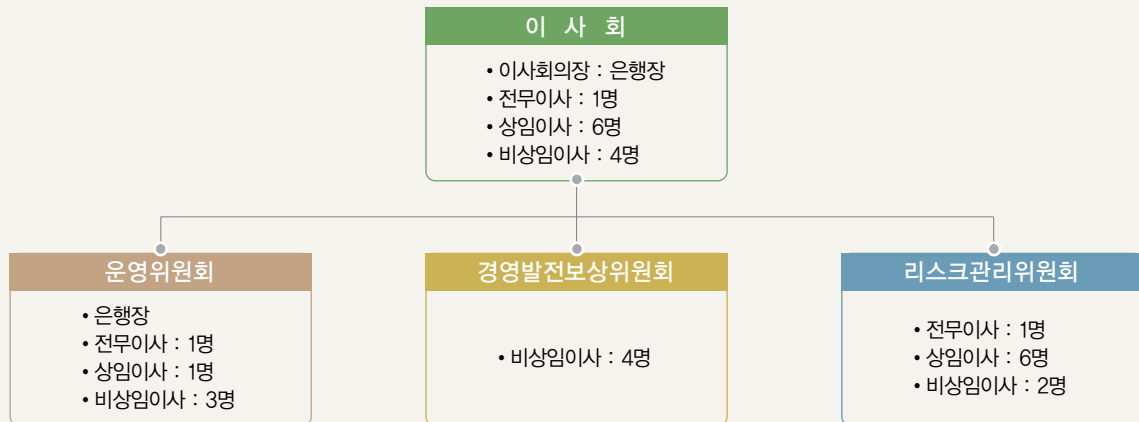 이 사 회
• 이사회의장 : 은행장
• 전무이사 : 1명
• 상임이사 : 6명
• 비상임이사 : 4명
운영위원회
• 은행장
• 전무이사 : 1명
• 상임이사 : 1명
• 비상임이사 : 3명
경영발전보상위원회
• 비상임이사 : 4명
리스크관리위원회
• 전무이사 : 1명
• 상임이사 : 6명
• 비상임이사 : 2명